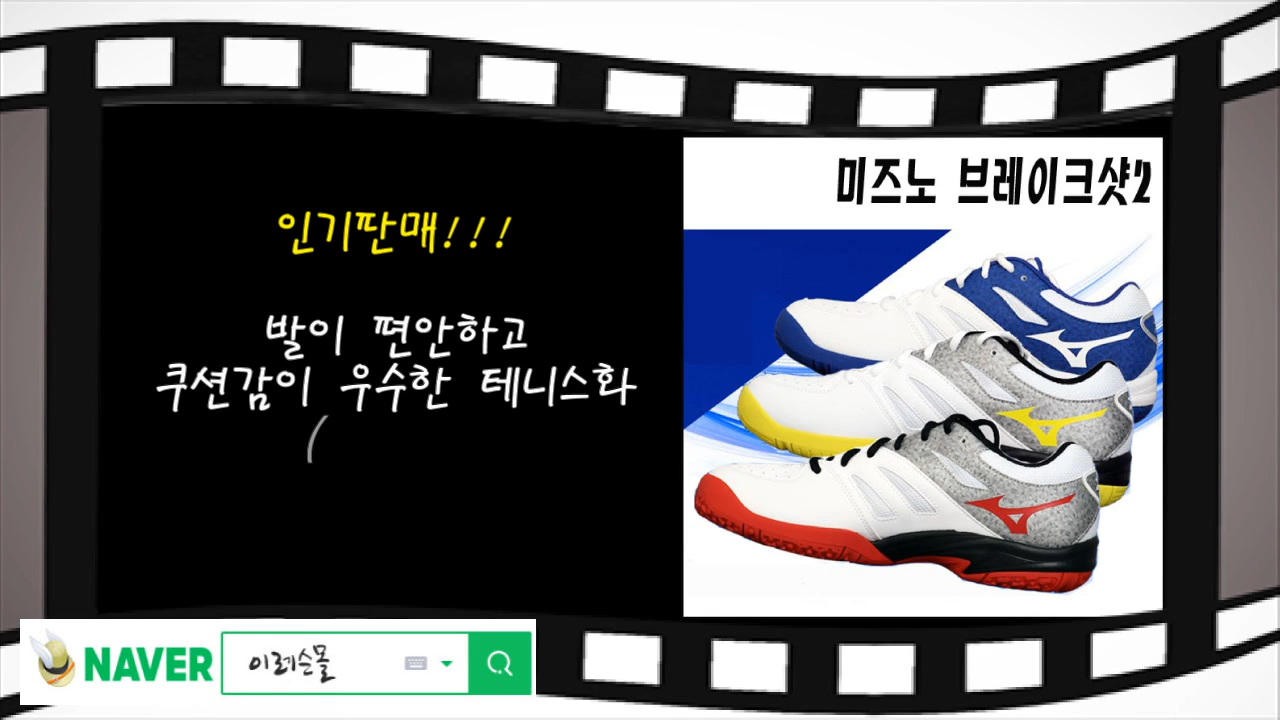 미즈노 브레이크샷2
인기판매!!!
발이 편안하고
쿠션감이 우수한 테니스화
(
NAVER
이레슨몰